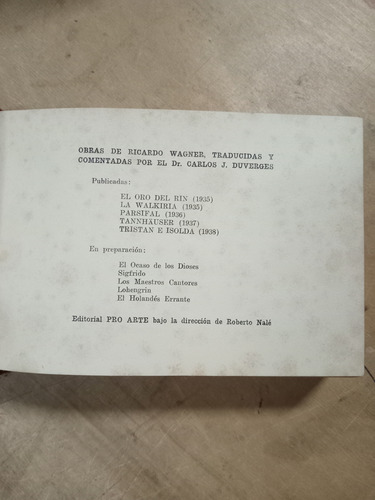 OBRAS DE RICARDO WAGNER, TRADUCIDAS Y
COMENTADAS POR EL Dr. CARLOS J. DUVERGES
Publicadas:
EL ORO DEL RIN (1935)
LA WALKIRIA (1935)
PARSIFAL (1936)
TANNHÄUSER (1937)
TRISTAN E ISOLDA (1938)
En preparación:
El Ocaso de los Dioses
Sigfrido
Los Maestros Cantores
Lohengrin
El Holandés Errante
Editorial PRO ARTE bajo la dirección de Roberto Nalé